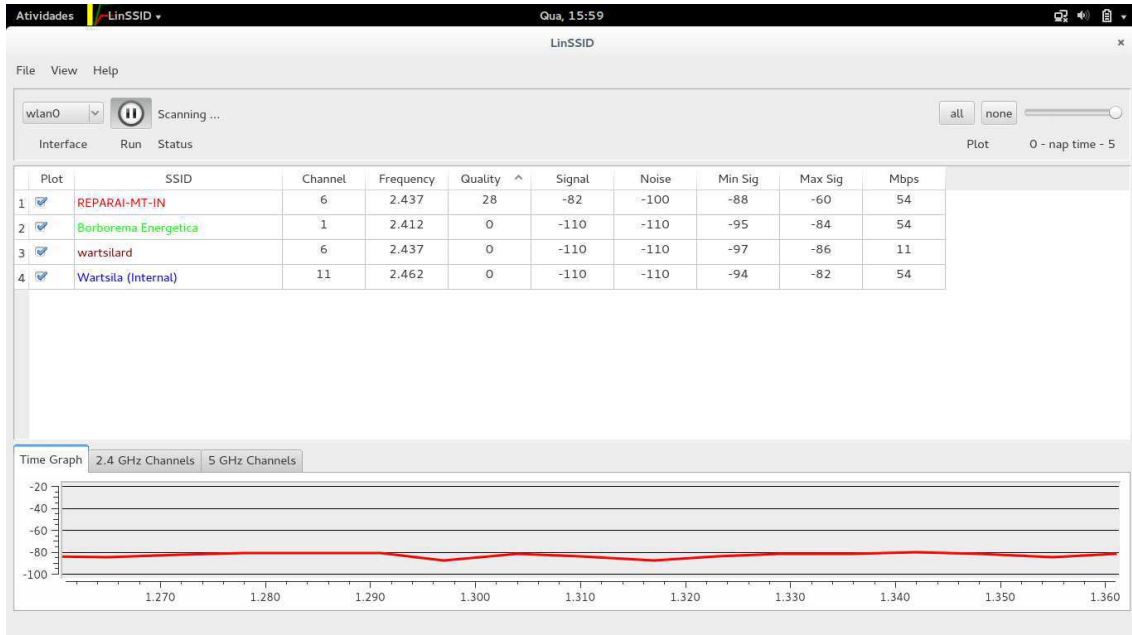 Atividades LinSSID Qua, 15:59
LinSSID
File View Help
wlan0 Scanning ... all none
Interface Run Status Plot 0 - nap time - 5
Plot SSID Channel Frequency Quality Signal Noise Min Sig Max Sig Mbps
1 REPARAI-MT-IN 6 2.437 28 -82 -100 -88 -60 54
2 Borborema Energetica 1 2.412 0 -110 -110 -95 -84 54
3 wartsilard 6 2.437 0 -110 -110 -97 -86 11
4 Wartsila (Internal) 11 2.462 0 -110 -110 -94 -82 54
Time Graph 2.4 GHz Channels 5 GHz Channels
-20
-40
-60
-80
-100
1.270 1.280 1.290 1.300 1.310 1.320 1.330 1.340 1.350 1.360